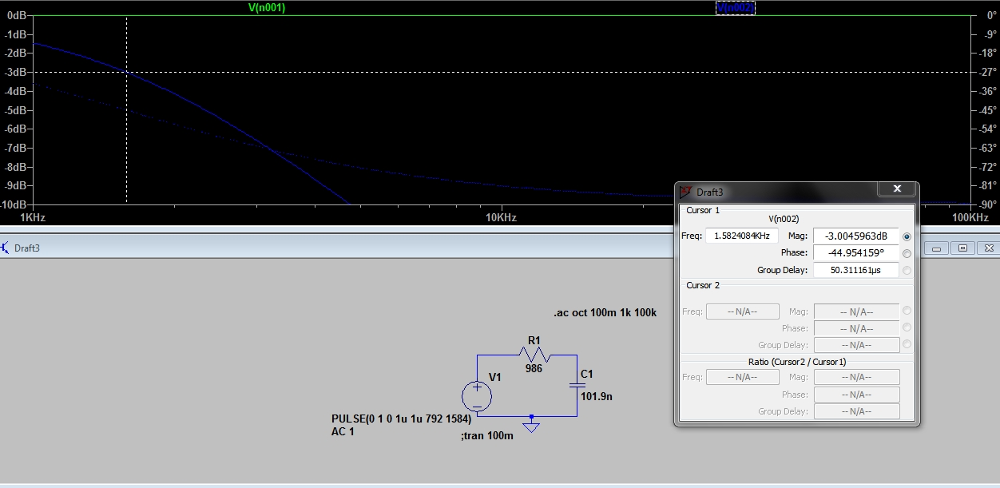 V(n001) V(n002)
0dB 0°
-1dB -9°
-2dB -18°
-3dB -27°
-4dB -36°
-5dB -45°
-6dB -54°
-7dB -63°
-8dB -72°
-9dB -81°
-10dB -90°
1KHz 10KHz 100KHz
Draft3
Cursor 1
V(n002)
Freq: 1.5824084KHz Mag: -3.0045963dB
Phase: -44.954159°
Group Delay: 50.311161µs
Cursor 2
Freq: -- N/A-- Mag: -- N/A--
Phase: -- N/A--
Group Delay: -- N/A--
Ratio (Cursor2 / Cursor1)
Freq: -- N/A-- Mag: -- N/A--
Phase: -- N/A--
Group Delay: -- N/A--
Draft3
.ac oct 100m 1k 100k
R1
986
V1
C1
101.9n
PULSE(0 1 0 1u 1u 792 1584)
AC 1
;tran 100m